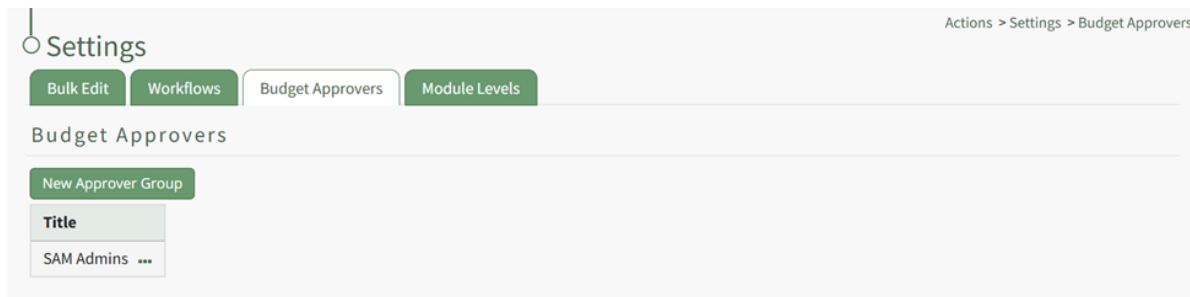 Actions > Settings > Budget Approvers
Settings
Bulk Edit Workflows Budget Approvers Module Levels
Budget Approvers
New Approver Group
Title
SAM Admins ...